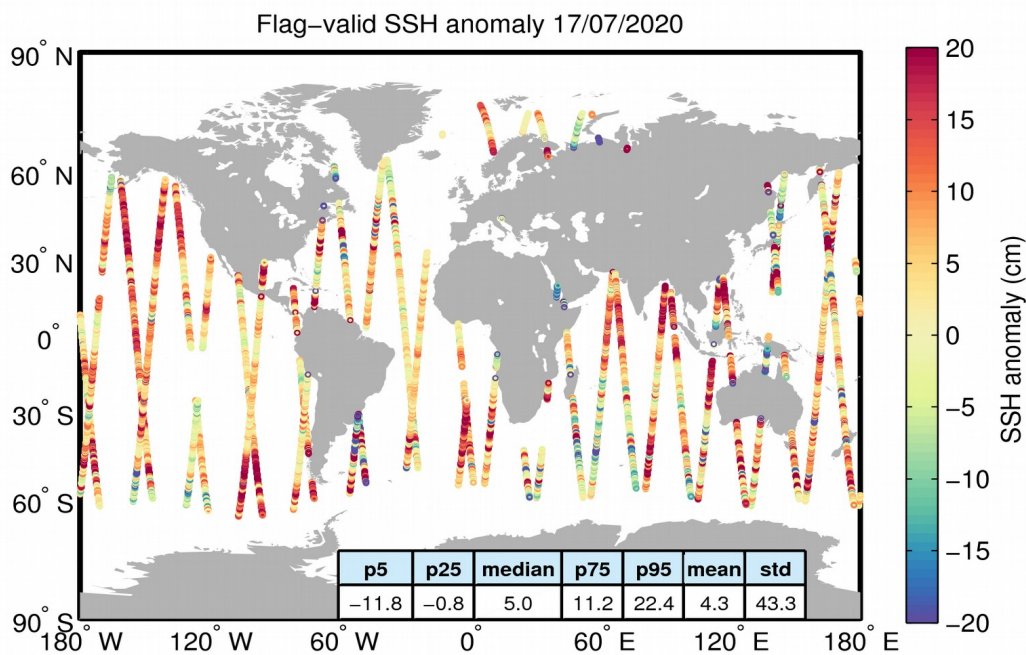 Flag−valid SSH anomaly 17/07/2020
90° N
60° N
30° N
0°
30° S
60° S
90° S
180° W
120° W
60° W
0°
60° E
120° E
180° E
p5 p25 median p75 p95 mean std
−11.8 −0.8 5.0 11.2 22.4 4.3 43.3
20
15
10
5
0
−5
−10
−15
−20
SSH anomaly (cm)